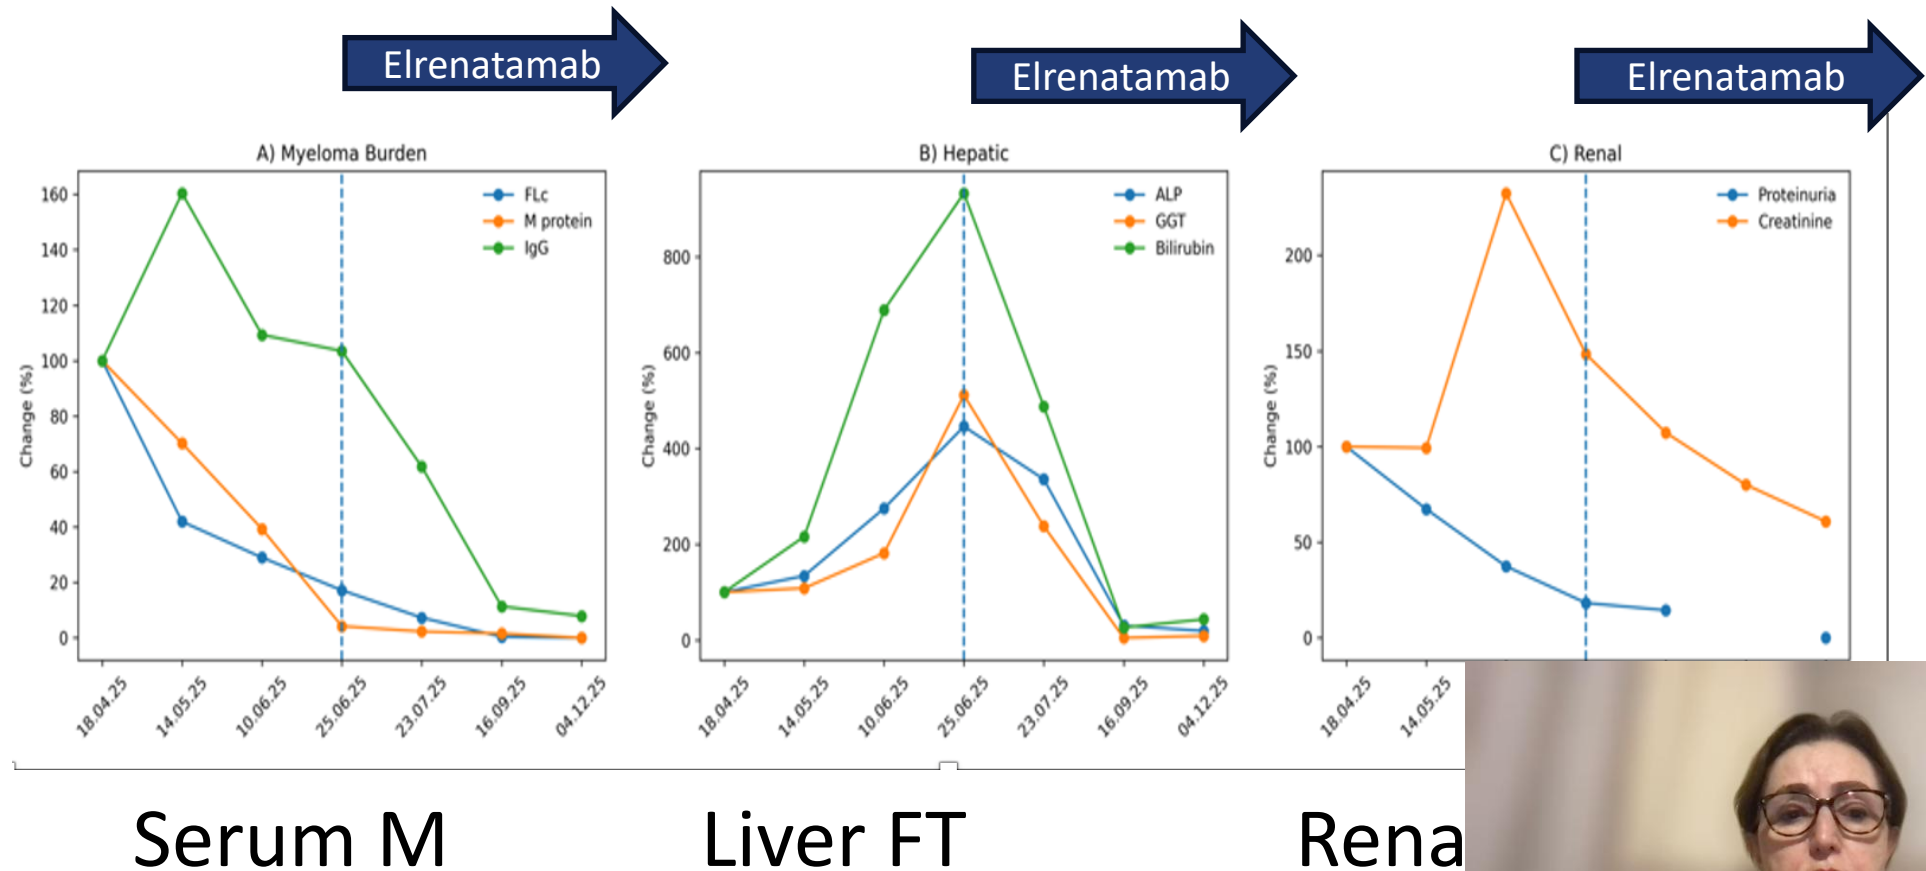 Elrenatamab
Elrenatamab
Elrenatamab
A) Myeloma Burden
160
140
120
100
80
60
40
20
0
Change (%)
FLc
M protein
IgG
18.04.25
14.05.25
10.06.25
25.06.25
23.07.25
16.09.25
04.12.25
B) Hepatic
800
600
400
200
0
Change (%)
ALP
GGT
Bilirubin
18.04.25
14.05.25
10.06.25
25.06.25
23.07.25
16.09.25
04.12.25
C) Renal
200
150
100
50
0
Change (%)
Proteinuria
Creatinine
18.04.25
14.05.25
Serum M
Liver FT
Rena